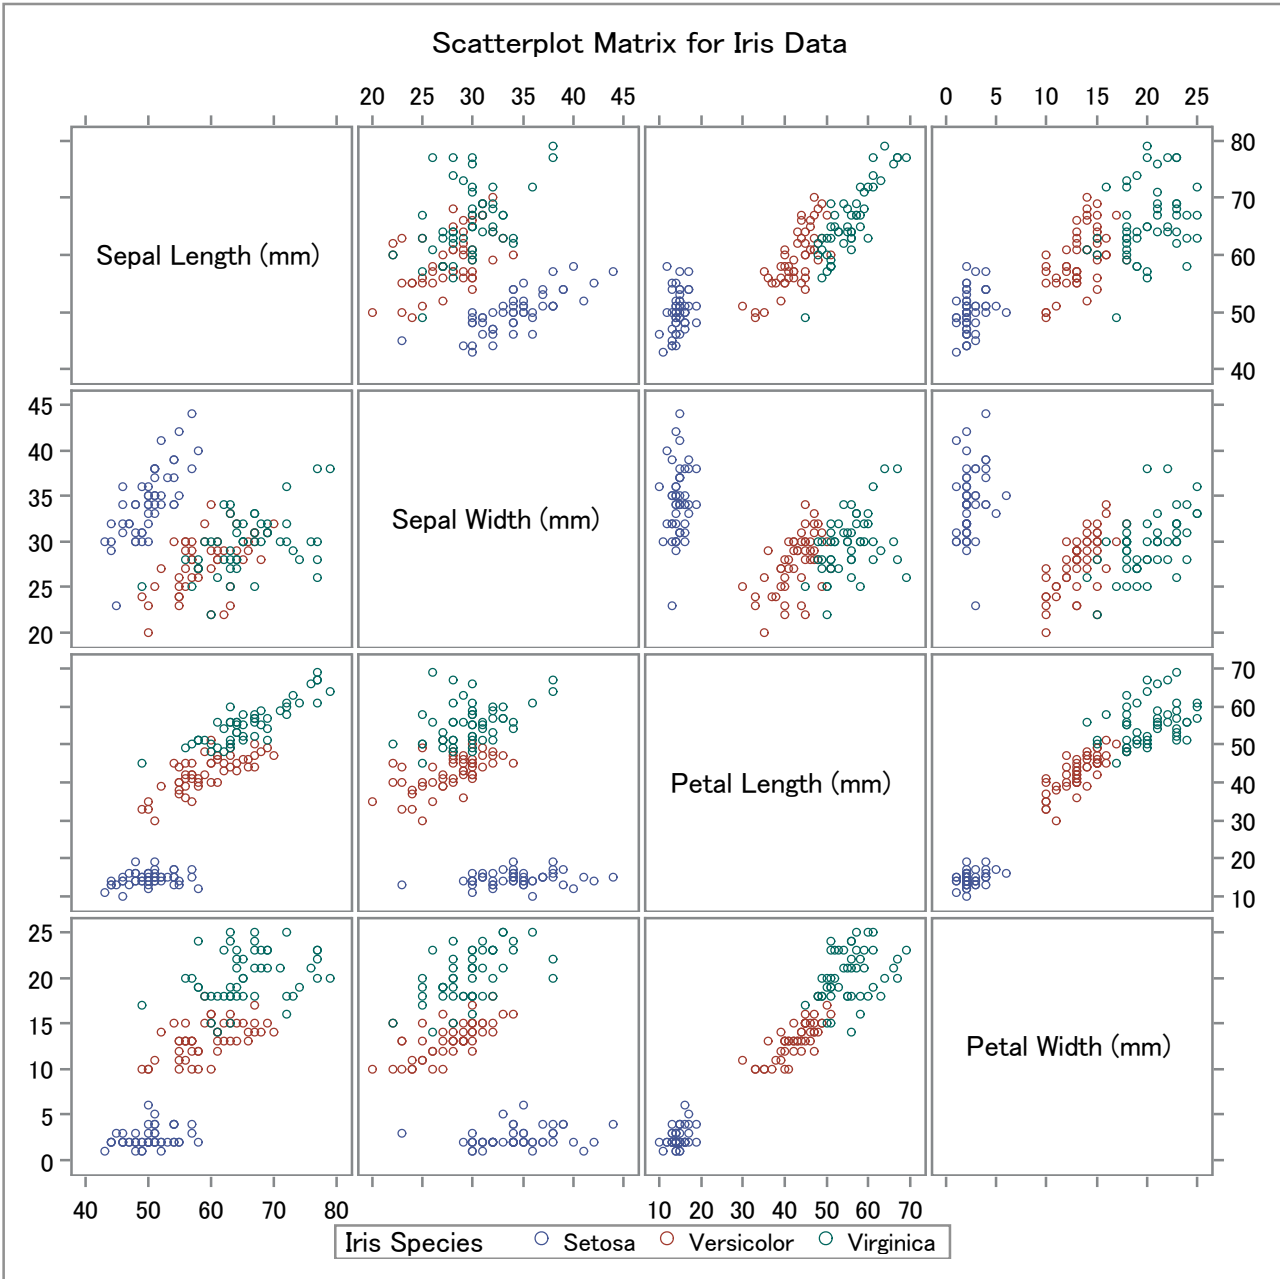 Scatterplot Matrix for Iris Data
20 25 30 35 40 45
0 5 10 15 20 25
Sepal Length (mm)
80
70
60
50
40
45
40
35
30
25
20
Sepal Width (mm)
Petal Length (mm)
70
60
50
40
30
20
10
25
20
15
10
5
0
Petal Width (mm)
40 50 60 70 80
10 20 30 40 50 60 70
Iris Species Setosa Versicolor Virginica